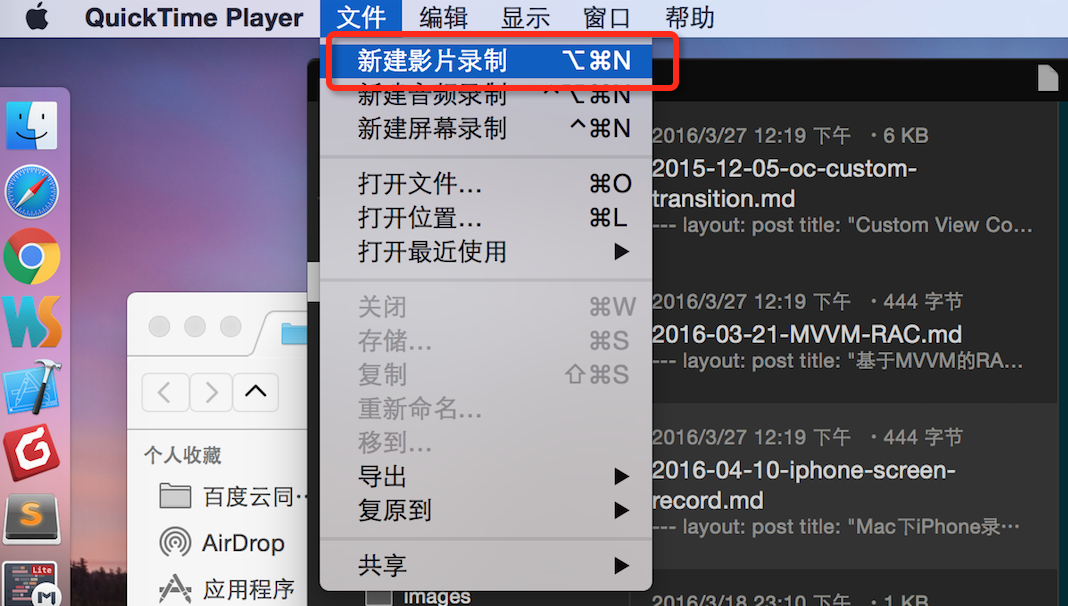 QuickTime Player 文件 编辑 显示 窗口 帮助
新建影片录制 ⌥⌘N
新建音频录制 ^⌥⌘N
新建屏幕录制 ^⌘N
打开文件... ⌘O
打开位置... ⌘L
打开最近使用 ▶
关闭 ⌘W
存储... ⌘S
复制 ⇧⌘S
重新命名...
移到...
导出 ▶
复原到 ▶
共享 ▶
2016/3/27 12:19 下午 · 6 KB
2015-12-05-oc-custom-
transition.md
--- layout: post title: "Custom View Co...
2016/3/27 12:19 下午 · 444 字节
2016-03-21-MVVM-RAC.md
--- layout: post title: "基于MVVM的RA...
2016/3/27 12:19 下午 · 444 字节
2016-04-10-iphone-screen-
record.md
--- layout: post title: "Mac下iPhone录···
2016/3/18 23:10 下午 · 1 KB
个人收藏
百度云同··
AirDrop
应用程序
images
WS
G
S
Lite
M